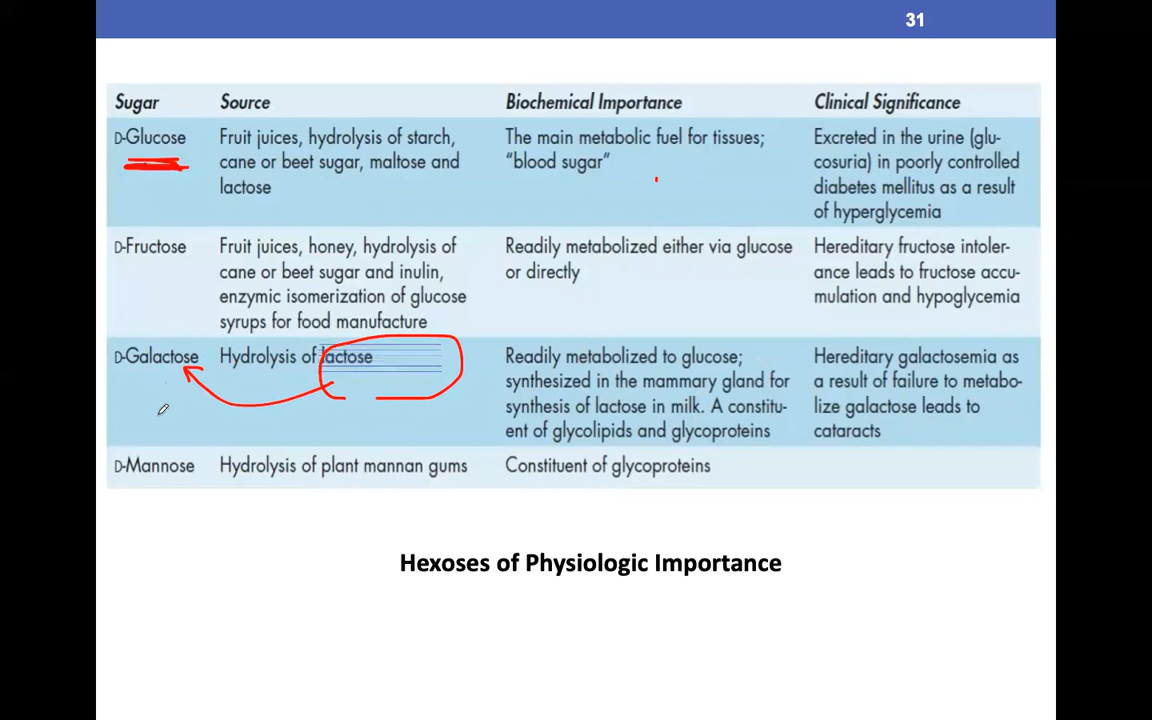 31
Sugar Source Biochemical Importance Clinical Significance
D-Glucose Fruit juices, hydrolysis of starch, The main metabolic fuel for tissues; Excreted in the urine (glu-
cane or beet sugar, maltose and "blood sugar" cosuria) in poorly controlled
lactose diabetes mellitus as a result
of hyperglycemia
D-Fructose Fruit juices, honey, hydrolysis of Readily metabolized either via glucose Hereditary fructose intoler-
cane or beet sugar and inulin, or directly ance leads to fructose accu-
enzymic isomerization of glucose mulation and hypoglycemia
syrups for food manufacture
D-Galactose Hydrolysis of lactose Readily metabolized to glucose; Hereditary galactosemia as
synthesized in the mammary gland for a result of failure to metabo-
synthesis of lactose in milk. A constitu- lize galactose leads to
ent of glycolipids and glycoproteins cataracts
D-Mannose Hydrolysis of plant mannan gums Constituent of glycoproteins
Hexoses of Physiologic Importance